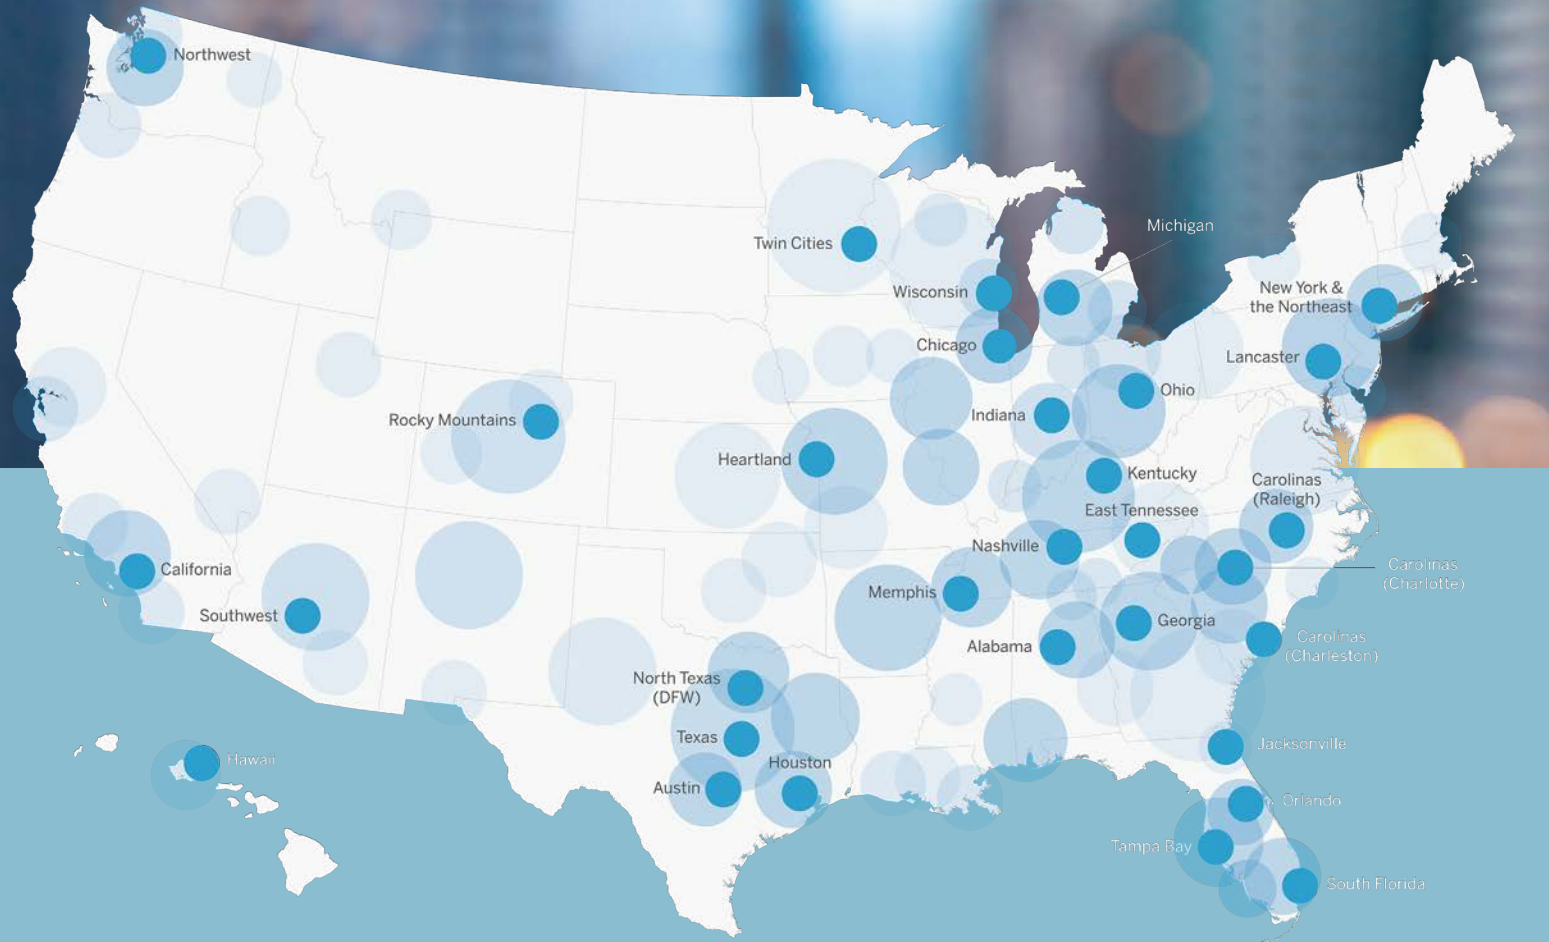 Northwest
Michigan
Twin Cities
Wisconsin
New York &
the Northeast
Chicago
Lancaster
Ohio
Rocky Mountains
Indiana
Heartland
Kentucky
Carolinas
(Raleigh)
East Tennessee
Nashville
California
Carolinas
(Charlotte)
Memphis
Southwest
Georgia
Alabama
Carolinas
(Charleston)
North Texas
(DFW)
Texas
Jacksonville
Hawaii
Houston
Austin
Orlando
Tampa Bay
South Florida